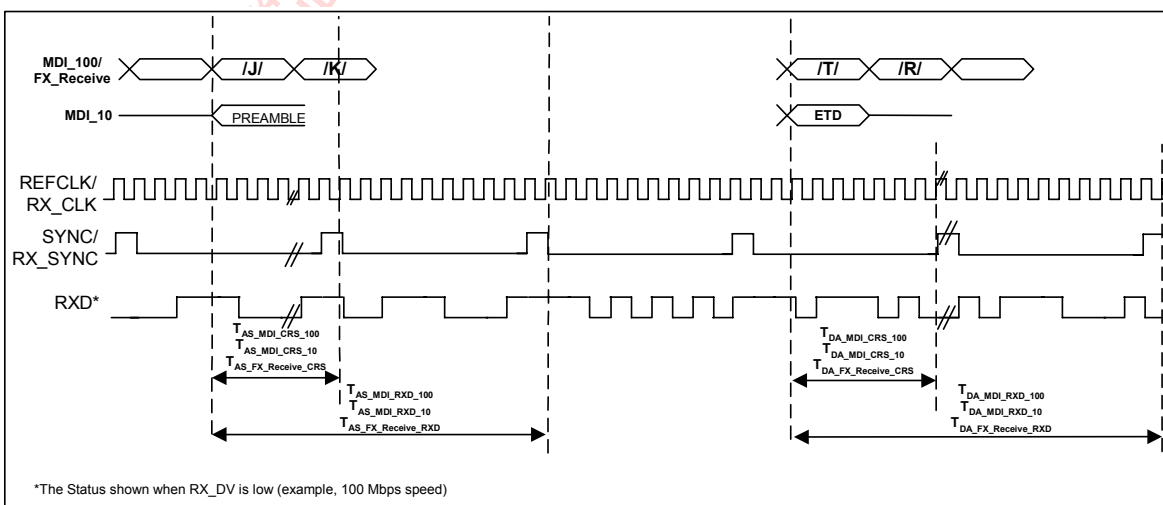 MDI_100/
FX_Receive
/J/
/K/
/T/
/R/
MDI_10
PREAMBLE
ETD
REFCLK/
RX_CLK
SYNC/
RX_SYNC
RXD*
TAS_MDI_CRS_100
TAS_MDI_CRS_10
TAS_FX_Receive_CRS
TDA_MDI_CRS_100
TDA_MDI_CRS_10
TDA_FX_Receive_CRS
TAS_MDI_RXD_100
TAS_MDI_RXD_10
TAS_FX_Receive_RXD
TDA_MDI_RXD_100
TDA_MDI_RXD_10
TDA_FX_Receive_RXD
*The Status shown when RX_DV is low (example, 100 Mbps speed)